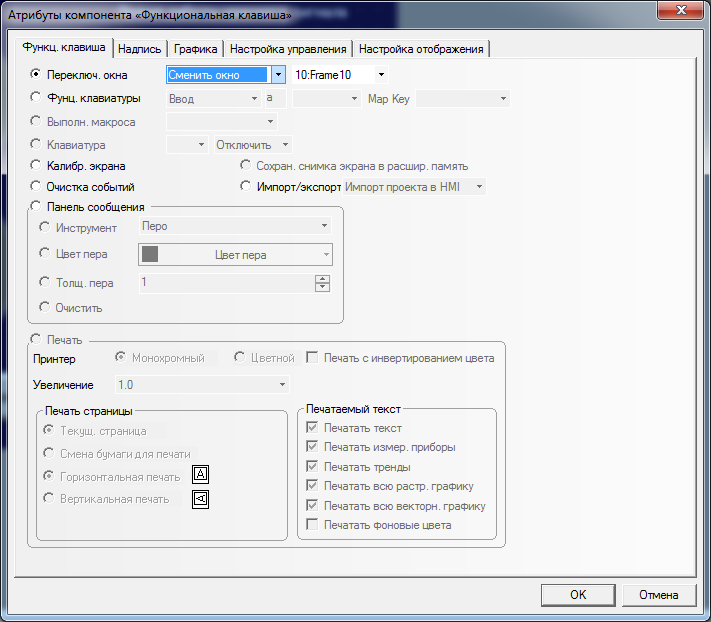 Атрибуты компонента «Функциональная клавиша»
Функц. клавиша Надпись Графика Настройка управления Настройка отображения
Переключ. окна Сменить окно 10:Frame10
Фунц. клавиатуры Ввод a Map Key
Выполн. макроса
Клавиатура Отключить
Калибр. экрана Сохран. снимка экрана в расшир. память
Очистка событий Импорт/экспорт Импорт проекта в HMI
Панель сообщения
Инструмент Перо
Цвет пера Цвет пера
Толщ. пера 1
Очистить
Печать
Принтер Монохромный Цветной Печать с инвертированием цвета
Увеличение 1.0
Печать страницы
Текущ. страница
Смена бумаги для печати
Горизонтальная печать A
Вертикальная печать A
Печатаемый текст
Печатать текст
Печатать измер. приборы
Печатать тренды
Печатать всю растр. графику
Печатать всю векторн. графику
Печатать фоновые цвета
OK Отмена